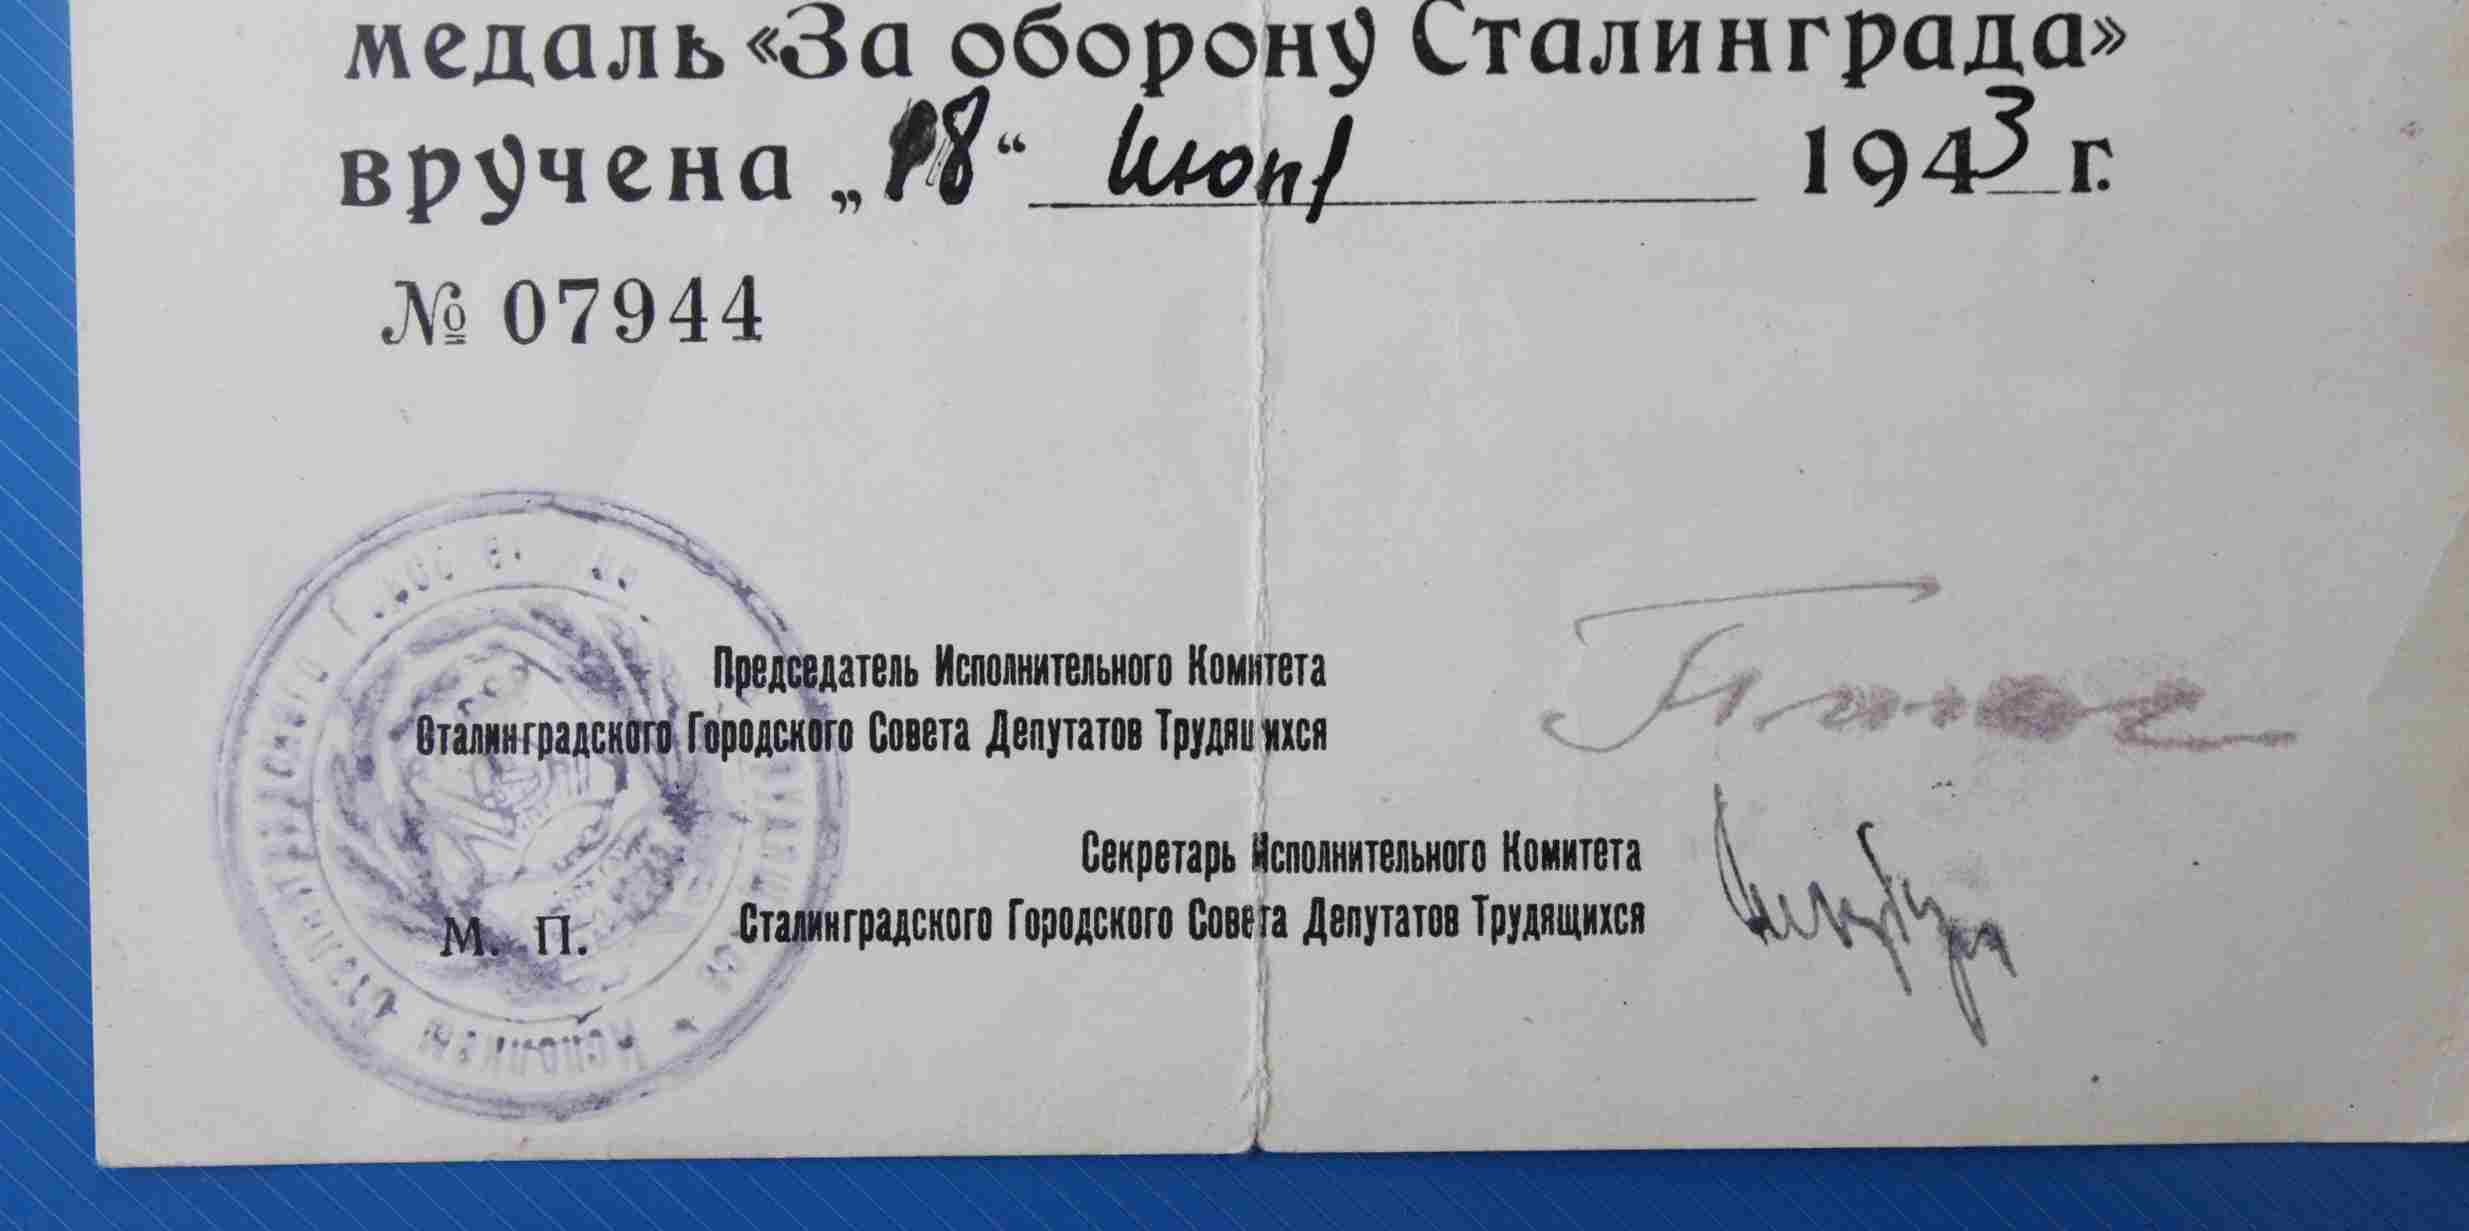 медаль «За оборону Сталинграда»
вручена „18“ июля 1943 г.
№ 07944
Председатель Исполнительного Комитета
Сталинградского Городского Совета Депутатов Трудящихся
Секретарь Исполнительного Комитета
М. П. Сталинградского Городского Совета Депутатов Трудящихся